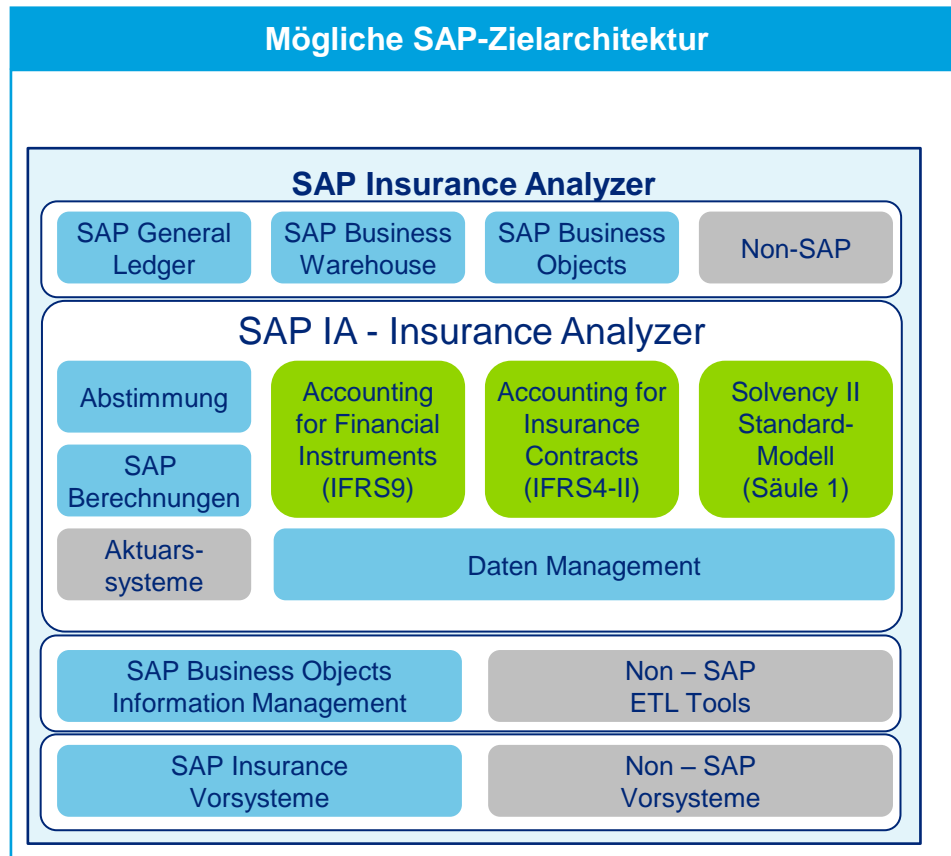 Mögliche SAP-Zielarchitektur
SAP Insurance Analyzer
SAP General
Ledger
SAP Business
Warehouse
SAP Business
Objects
Non-SAP
SAP IA - Insurance Analyzer
Abstimmung
SAP
Berechnungen
Aktuars-
systeme
Accounting
for Financial
Instruments
(IFRS9)
Accounting for
Insurance
Contracts
(IFRS4-II)
Solvency II
Standard-
Modell
(Säule 1)
Daten Management
SAP Business Objects
Information Management
Non – SAP
ETL Tools
SAP Insurance
Vorsysteme
Non – SAP
Vorsysteme